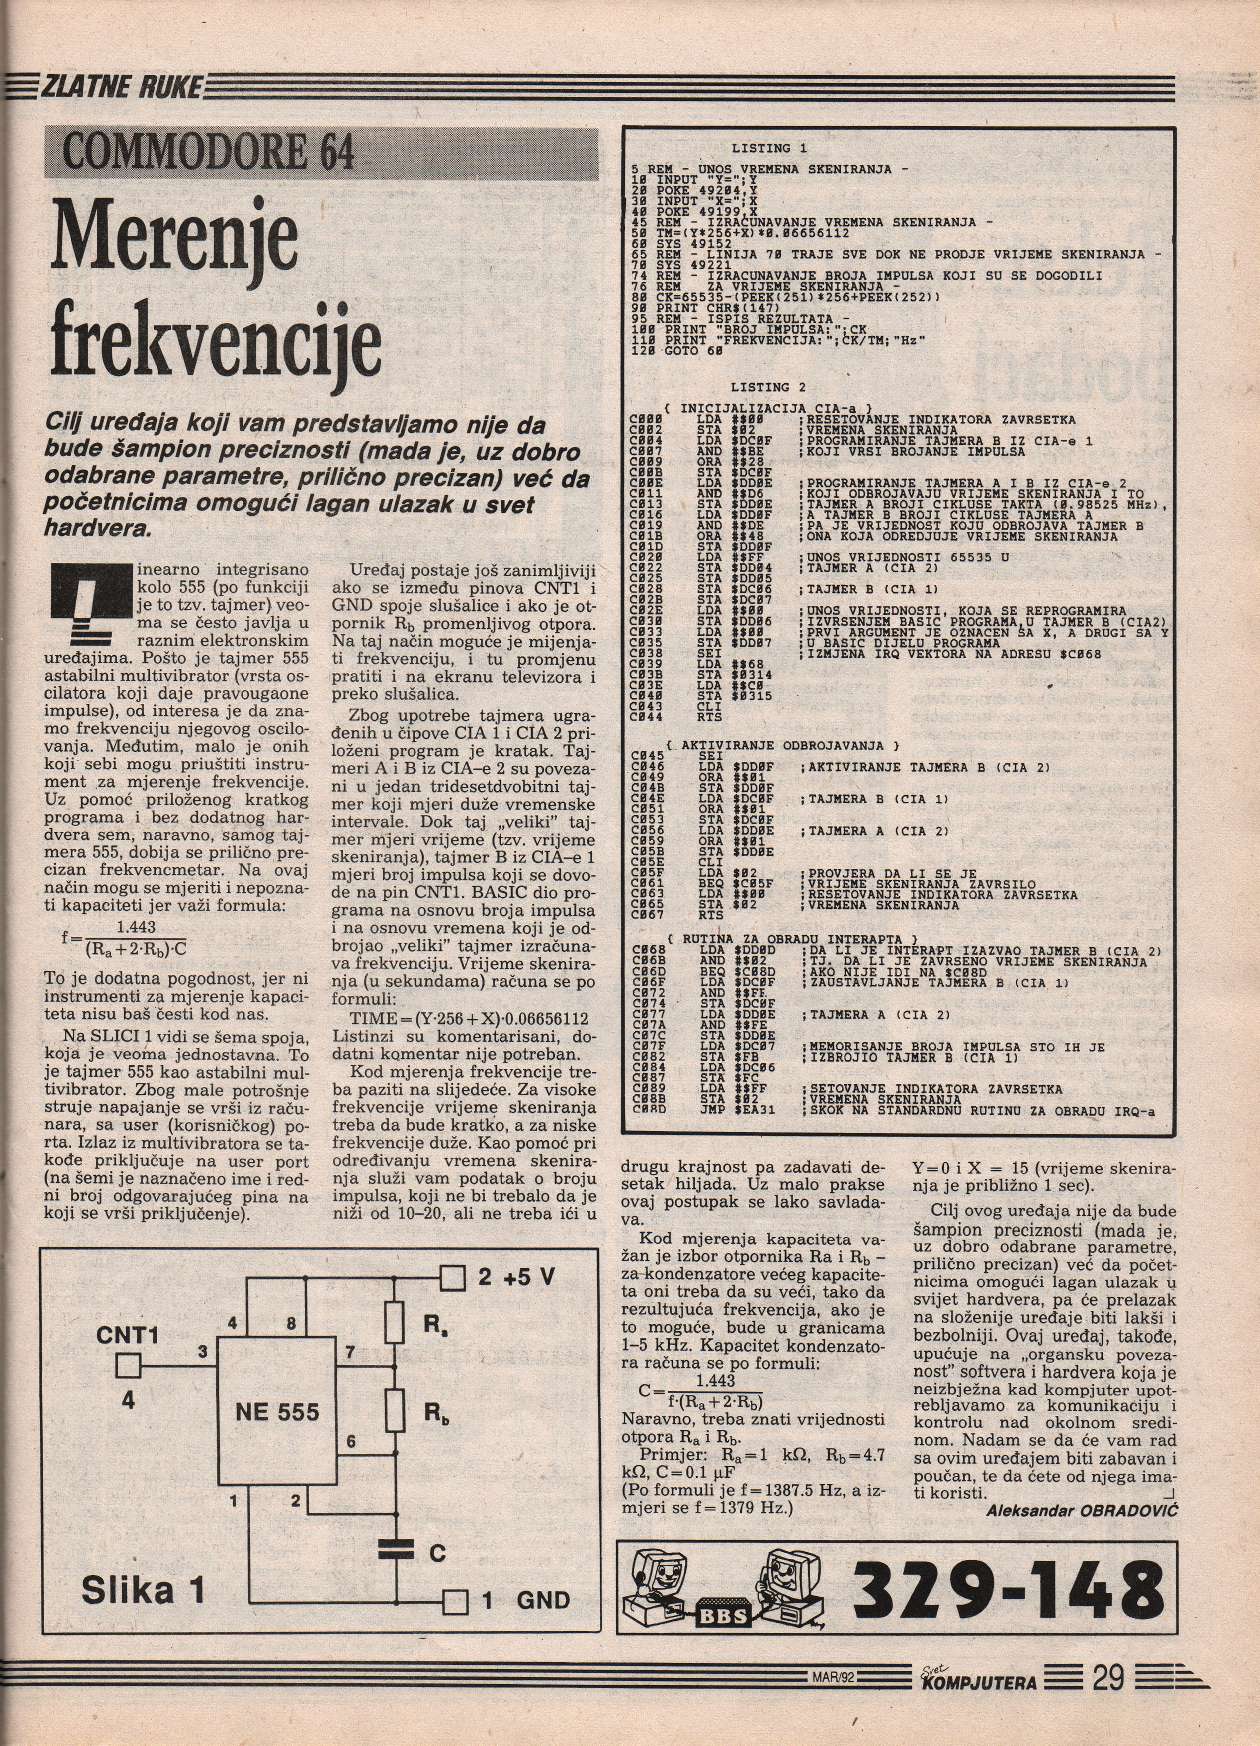 ZLATNE RUKE
COMMODORE 64
Merenje
frekvencije
Cilj uređaja koji vam predstavljamo nije da
bude šampion preciznosti (mada je, uz dobro
odabrane parametre, prilično precizan) već da
početnicima omogući lagan ulazak u svet
hardvera.
Linearno integrisano
kolo 555 (po funkciji
je to tzv. tajmer) veo-
ma se često javlja u
raznim elektronskim
uređajima. Pošto je tajmer 555
astabilni multivibrator (vrsta os-
cilatora koji daje pravougaone
impulse), od interesa je da zna-
mo frekvenciju njegovog oscilo-
vanja. Međutim, malo je onih
koji sebi mogu priuštiti instru-
ment za mjerenje frekvencije.
Uz pomoć priloženog kratkog
programa i bez dodatnog har-
dvera sem, naravno, samog taj-
mera 555, dobija se prilično pre-
cizan frekvencmetar. Na ovaj
način mogu se mjeriti i nepozna-
ti kapaciteti jer važi formula:
f = 1.443 / (Ra+2·Rb)·C
To je dodatna pogodnost, jer ni
instrumenti za mjerenje kapaci-
teta nisu baš česti kod nas.
Na SLICI 1 vidi se šema spoja,
koja je veoma jednostavna. To
je tajmer 555 kao astabilni mul-
tivibrator. Zbog male potrošnje
struje napajanje se vrši iz raču-
nara, sa user (korisničkog) po-
rta. Izlaz iz multivibratora se ta-
kođe priključuje na user port
(na šemi je naznačeno ime i red-
ni broj odgovarajućeg pina na
koji se vrši priključenje).
Uređaj postaje još zanimljiviji
ako se između pinova CNT1 i
GND spoje slušalice i ako je ot-
pornik Rb promenljivog otpora.
Na taj način moguće je mijenja-
ti frekvenciju, i tu promjenu
pratiti i na ekranu televizora i
preko slušalica.
Zbog upotrebe tajmera ugra-
đenih u čipove CIA 1 i CIA 2 pri-
loženi program je kratak. Taj-
meri A i B iz CIA–e 2 su poveza-
ni u jedan tridesetdvobitni taj-
mer koji mjeri duže vremenske
intervale. Dok taj „veliki” taj-
mer mjeri vrijeme (tzv. vrijeme
skeniranja), tajmer B iz CIA–e 1
mjeri broj impulsa koji se dovo-
de na pin CNT1. BASIC dio pro-
grama na osnovu broja impulsa
i na osnovu vremena koji je od-
brojao „veliki” tajmer izračuna-
va frekvenciju. Vrijeme skenira-
nja (u sekundama) računa se po
formuli:
TIME=(Y·256+X)·0.06656112
Listinzi su komentarisani, do-
datni komentar nije potreban.
Kod mjerenja frekvencije tre-
ba paziti na slijedeće. Za visoke
frekvencije vrijeme skeniranja
treba da bude kratko, a za niske
frekvencije duže. Kao pomoć pri
određivanju vremena skenira-
nja služi vam podatak o broju
impulsa, koji ne bi trebalo da je
niži od 10–20, ali ne treba ići u
LISTING 1
5 REM - UNOS VREMENA SKENIRANJA -
10 INPUT "Y=";Y
20 POKE 49204,Y
30 INPUT "X=";X
40 POKE 49199,X
45 REM - IZRACUNAVANJE VREMENA SKENIRANJA -
50 TM=(Y*256+X)*0.06656112
60 SYS 49152
65 REM - LINIJA 70 TRAJE SVE DOK NE PRODJE VRIJEME SKENIRANJA -
70 SYS 49221
74 REM - IZRACUNAVANJE BROJA IMPULSA KOJI SU SE DOGODILI
76 REM   ZA VRIJEME SKENIRANJA -
80 CK=65535-(PEEK(251)*256+PEEK(252))
90 PRINT CHR$(147)
95 REM - ISPIS REZULTATA -
100 PRINT "BROJ IMPULSA:";CK
110 PRINT "FREKVENCIJA:";CK/TM;"Hz"
120 GOTO 60
LISTING 2
{ INICIJALIZACIJA CIA-a }
C000 LDA #$00 ;RESETOVANJE INDIKATORA ZAVRSETKA
C002 STA $02 ;VREMENA SKENIRANJA
C004 LDA $DC0F ;PROGRAMIRANJE TAJMERA B IZ CIA-e 1
C007 AND #$BE ;KOJI VRSI BROJANJE IMPULSA
C009 ORA #$28
C00B STA $DC0F
C00E LDA $DD0E ;PROGRAMIRANJE TAJMERA A I B IZ CIA-e 2
C011 AND #$D6 ;KOJI ODBROJAVAJU VRIJEME SKENIRANJA I TO
C013 STA $DD0E ;TAJMER A BROJI CIKLUSE TAKTA (0.98525 MHz),
C016 LDA $DD0F ;A TAJMER B BROJI CIKLUSE TAJMERA A
C019 AND #$DE ;PA JE VRIJEDNOST KOJU ODBROJAVA TAJMER B
C01B ORA #$48 ;ONA KOJA ODREDJUJE VRIJEME SKENIRANJA
C01D STA $DD0F
C020 LDA #$FF ;UNOS VRIJEDNOSTI 65535 U
C022 STA $DD04 ;TAJMER A (CIA 2)
C025 STA $DD05
C028 STA $DC06 ;TAJMER B (CIA 1)
C02B STA $DC07
C02E LDA #$00 ;UNOS VRIJEDNOSTI, KOJA SE REPROGRAMIRA
C030 STA $DD06 ;IZVRSENJEM BASIC PROGRAMA,U TAJMER B (CIA2)
C033 LDA #$00 ;PRVI ARGUMENT JE OZNACEN SA X, A DRUGI SA Y
C035 STA $DD07 ;U BASIC DIJELU PROGRAMA
C038 SEI ;IZMJENA IRQ VEKTORA NA ADRESU $C068
C039 LDA #$68
C03B STA $0314
C03E LDA #$C0
C040 STA $0315
C043 CLI
C044 RTS
{ AKTIVIRANJE ODBROJAVANJA }
C045 SEI
C046 LDA $DD0F ;AKTIVIRANJE TAJMERA B (CIA 2)
C049 ORA #$01
C04B STA $DD0F
C04E LDA $DC0F ;TAJMERA B (CIA 1)
C051 ORA #$01
C053 STA $DC0F
C056 LDA $DD0E ;TAJMERA A (CIA 2)
C059 ORA #$01
C05B STA $DD0E
C05E CLI
C05F LDA $02 ;PROVJERA DA LI SE JE
C061 BEQ $C05F ;VRIJEME SKENIRANJA ZAVRSILO
C063 LDA #$00 ;RESETOVANJE INDIKATORA ZAVRSETKA
C065 STA $02 ;VREMENA SKENIRANJA
C067 RTS
{ RUTINA ZA OBRADU INTERAPTA }
C068 LDA $DD0D ;DA LI JE INTERAPT IZAZVAO TAJMER B (CIA 2)
C06B AND #$02 ;TJ. DA LI JE ZAVRSENO VRIJEME SKENIRANJA
C06D BEQ $C08D ;AKO NIJE IDI NA $C08D
C06F LDA $DC0F ;ZAUSTAVLJANJE TAJMERA B (CIA 1)
C072 AND #$FE
C074 STA $DC0F
C077 LDA $DD0E ;TAJMERA A (CIA 2)
C07A AND #$FE
C07C STA $DD0E
C07F LDA $DC07 ;MEMORISANJE BROJA IMPULSA STO IH JE
C082 STA $FB ;IZBROJIO TAJMER B (CIA 1)
C084 LDA $DC06
C087 STA $FC
C089 LDA #$FF ;SETOVANJE INDIKATORA ZAVRSETKA
C08B STA $02 ;VREMENA SKENIRANJA
C08D JMP $EA31 ;SKOK NA STANDARDNU RUTINU ZA OBRADU IRQ-a
drugu krajnost pa zadavati de-
setak hiljada. Uz malo prakse
ovaj postupak se lako savlada-
va.
Kod mjerenja kapaciteta va-
žan je izbor otpornika Ra i Rb –
za kondenzatore većeg kapacite-
ta oni treba da su veći, tako da
rezultujuća frekvencija, ako je
to moguće, bude u granicama
1–5 kHz. Kapacitet kondenzato-
ra računa se po formuli:
C = 1.443 / f·(Ra+2·Rb)
Naravno, treba znati vrijednosti
otpora Ra i Rb.
Primjer: Ra=1 kΩ, Rb=4.7
kΩ, C=0.1 µF
(Po formuli je f=1387.5 Hz, a iz-
mjeri se f=1379 Hz.)
Y=0 i X = 15 (vrijeme skenira-
nja je približno 1 sec).
Cilj ovog uređaja nije da bude
šampion preciznosti (mada je,
uz dobro odabrane parametre,
prilično precizan) već da počet-
nicima omogući lagan ulazak u
svijet hardvera, pa će prelazak
na složenije uređaje biti lakši i
bezbolniji. Ovaj uređaj, takođe,
upućuje na „organsku poveza-
nost” softvera i hardvera koja je
neizbježna kad kompjuter upot-
rebljavamo za komunikaciju i
kontrolu nad okolnom sredi-
nom. Nadam se da će vam rad
sa ovim uređajem biti zabavan i
poučan, te da ćete od njega ima-
ti koristi.
Aleksandar OBRADOVIĆ
2 +5 V
4 8
Ra
CNT1
3 7
4
NE 555
Rb
6
1 2
C
Slika 1
1 GND
BBS
329-148
MAR/92
Svet
KOMPJUTERA
29